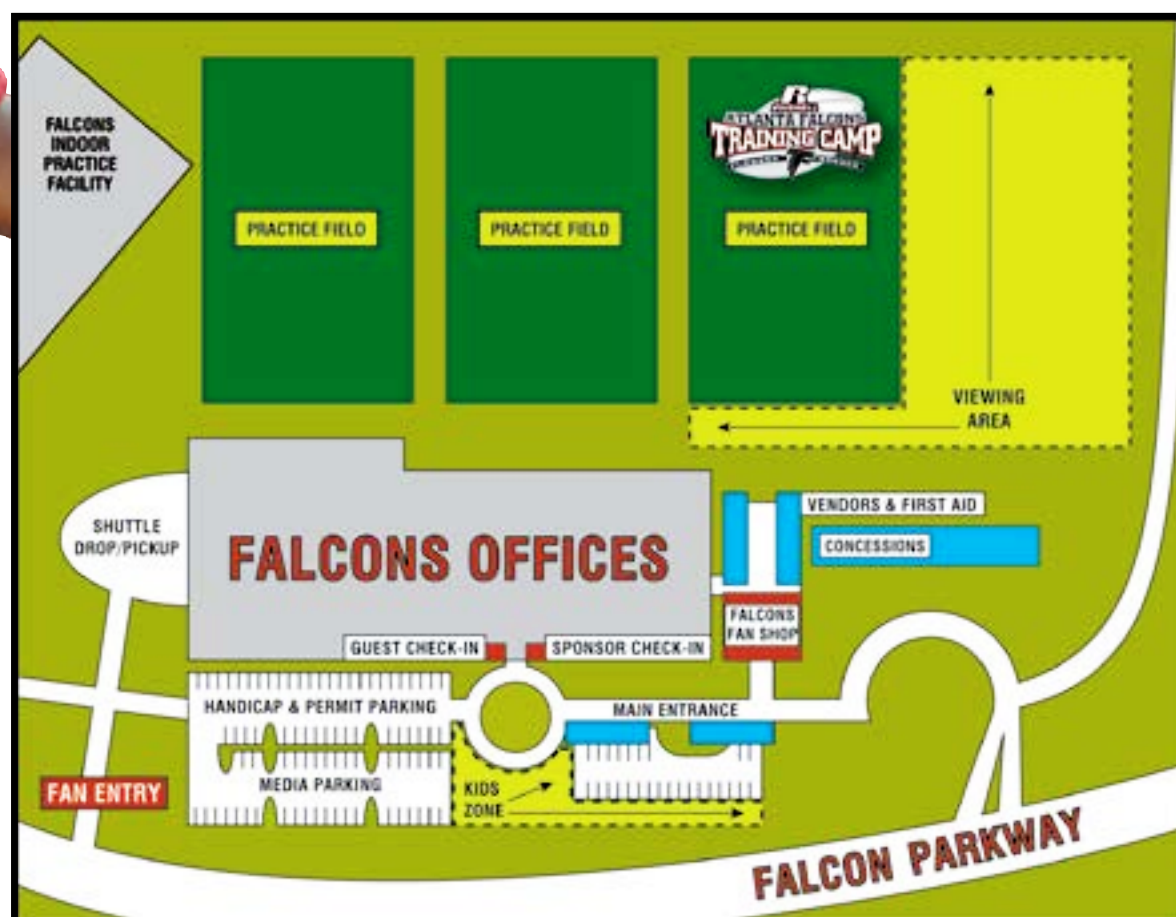 FALCONS
INDOOR
PRACTICE
FACILITY
ATLANTA FALCONS
TRAINING CAMP
PRACTICE FIELD
PRACTICE FIELD
PRACTICE FIELD
VIEWING
AREA
SHUTTLE
DROP/PICKUP
FALCONS OFFICES
VENDORS & FIRST AID
CONCESSIONS
FALCONS
FAN SHOP
GUEST CHECK-IN
SPONSOR CHECK-IN
HANDICAP & PERMIT PARKING
MAIN ENTRANCE
MEDIA PARKING
KIDS
ZONE
FAN ENTRY
FALCON PARKWAY